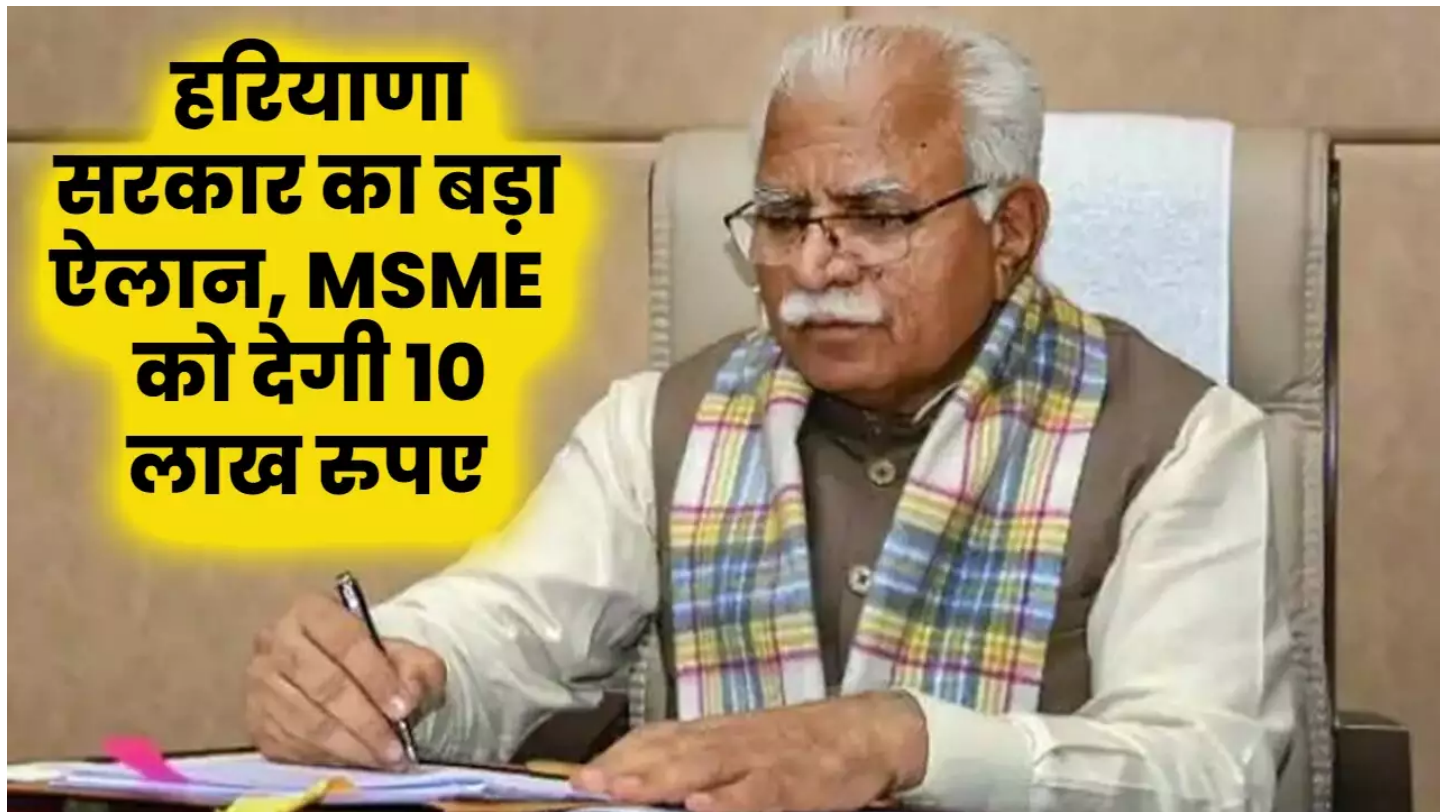 हरियाणा
सरकार का बड़ा
ऐलान, MSME
को देगी 10
लाख रुपए